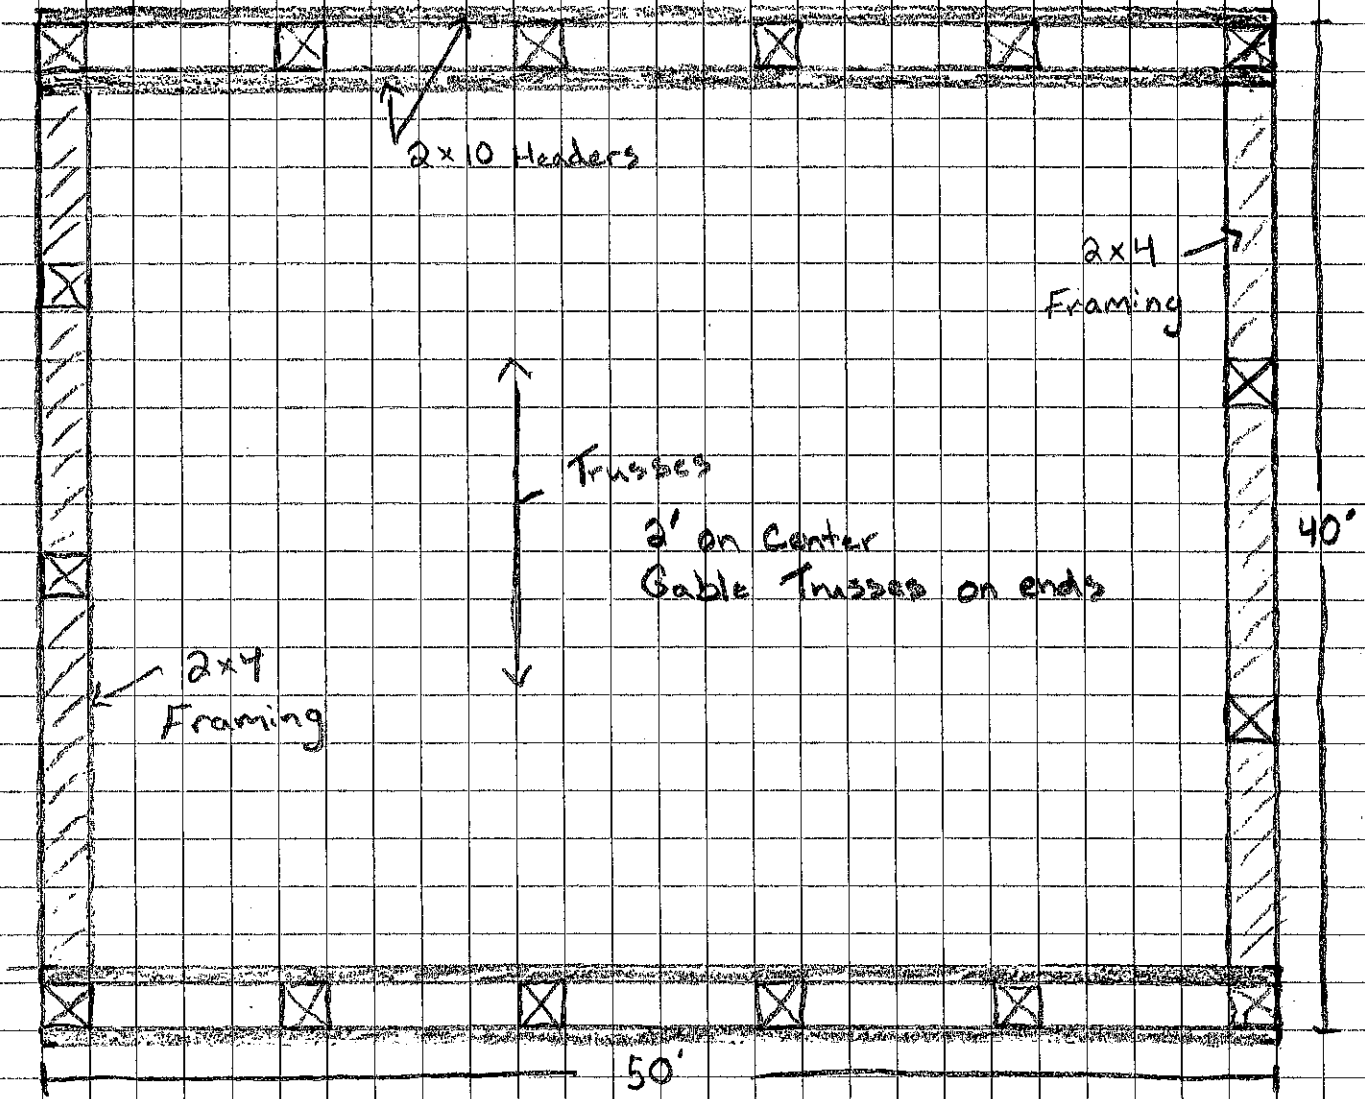 2x10 Headers
2x4
Framing
Trusses
2' on Center
Gable Trusses on ends
40'
2x4
Framing
50'